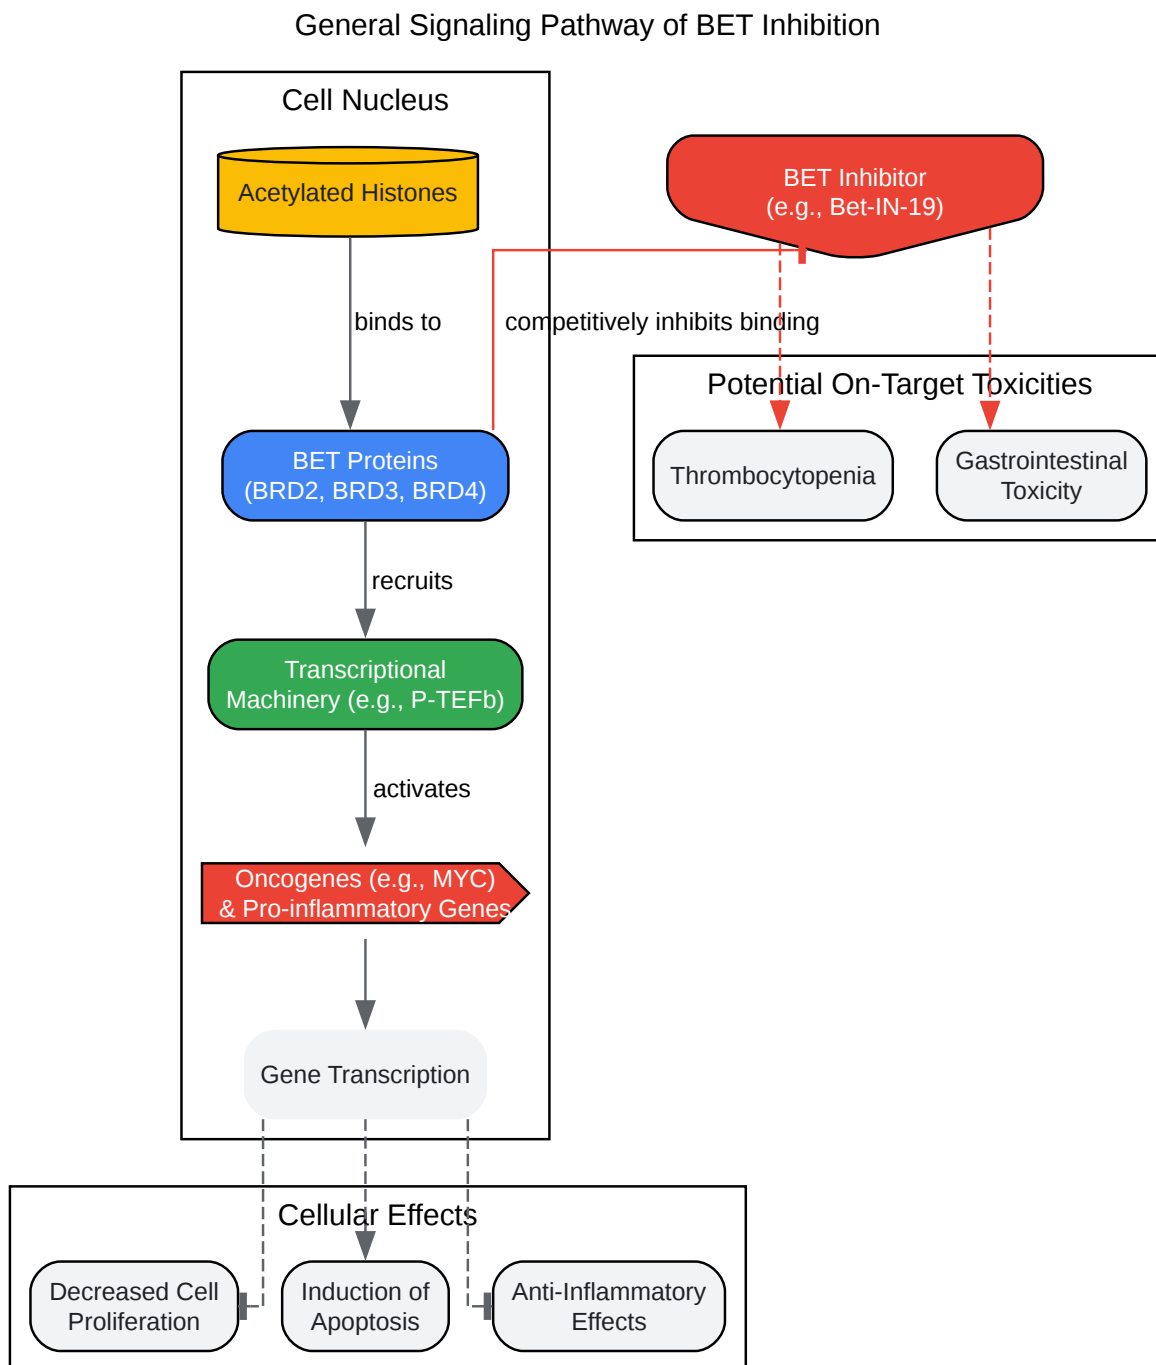 General Signaling Pathway of BET Inhibition
Cell Nucleus
Acetylated Histones
BET Inhibitor
(e.g., Bet-IN-19)
binds to
competitively inhibits binding
Potential On-Target Toxicities
BET Proteins
(BRD2, BRD3, BRD4)
Thrombocytopenia
Gastrointestinal
Toxicity
recruits
Transcriptional
Machinery (e.g., P-TEFb)
activates
Oncogenes (e.g., MYC)
& Pro-inflammatory Genes
Gene Transcription
Cellular Effects
Decreased Cell
Proliferation
Induction of
Apoptosis
Anti-Inflammatory
Effects